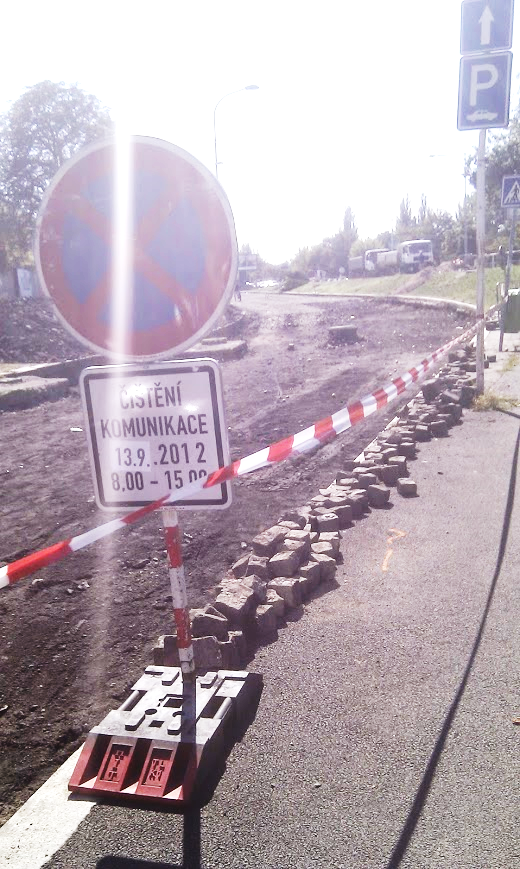 P
ČIŠTĚNÍ
KOMUNIKACE
13.9. .2012
8,00 - 15,00